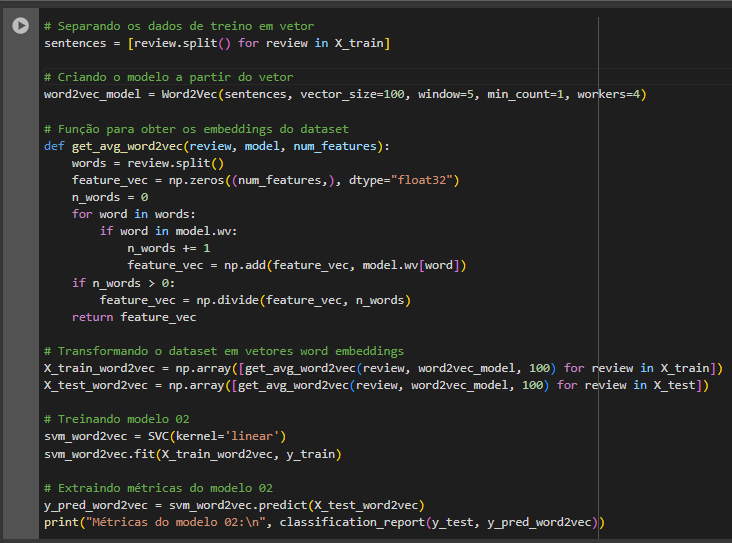 # Separando os dados de treino em vetor
sentences = [review.split() for review in X_train]
# Criando o modelo a partir do vetor
word2vec_model = Word2Vec(sentences, vector_size=100, window=5, min_count=1, workers=4)
# Função para obter os embeddings do dataset
def get_avg_word2vec(review, model, num_features):
    words = review.split()
    feature_vec = np.zeros((num_features,), dtype="float32")
    n_words = 0
    for word in words:
        if word in model.wv:
            n_words += 1
            feature_vec = np.add(feature_vec, model.wv[word])
    if n_words > 0:
        feature_vec = np.divide(feature_vec, n_words)
    return feature_vec
# Transformando o dataset em vetores word embeddings
X_train_word2vec = np.array([get_avg_word2vec(review, word2vec_model, 100) for review in X_train])
X_test_word2vec = np.array([get_avg_word2vec(review, word2vec_model, 100) for review in X_test])
# Treinando modelo 02
svm_word2vec = SVC(kernel='linear')
svm_word2vec.fit(X_train_word2vec, y_train)
# Extraindo métricas do modelo 02
y_pred_word2vec = svm_word2vec.predict(X_test_word2vec)
print("Métricas do modelo 02:\n", classification_report(y_test, y_pred_word2vec))